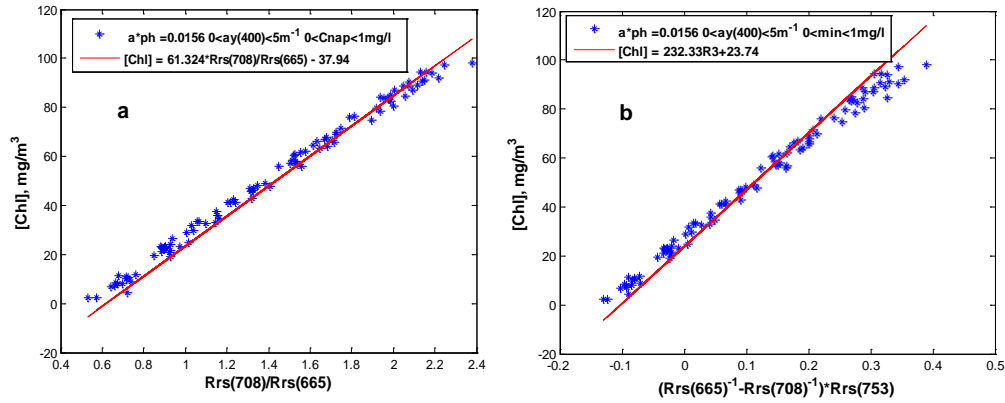 120
100
80
60
40
20
0
-20
[Chl], mg/m³
a*ph =0.0156 0<ay(400)<5m⁻¹ 0<Cnap<1mg/l
[Chl] = 61.324*Rrs(708)/Rrs(665) - 37.94
a
0.4 0.6 0.8 1 1.2 1.4 1.6 1.8 2 2.2 2.4
Rrs(708)/Rrs(665)
120
100
80
60
40
20
0
-20
[Chl], mg/m³
a*ph =0.0156 0<ay(400)<5m⁻¹ 0<min<1mg/l
[Chl] = 232.33R3+23.74
b
-0.2 -0.1 0 0.1 0.2 0.3 0.4 0.5
(Rrs(665)⁻¹-Rrs(708)⁻¹)*Rrs(753)